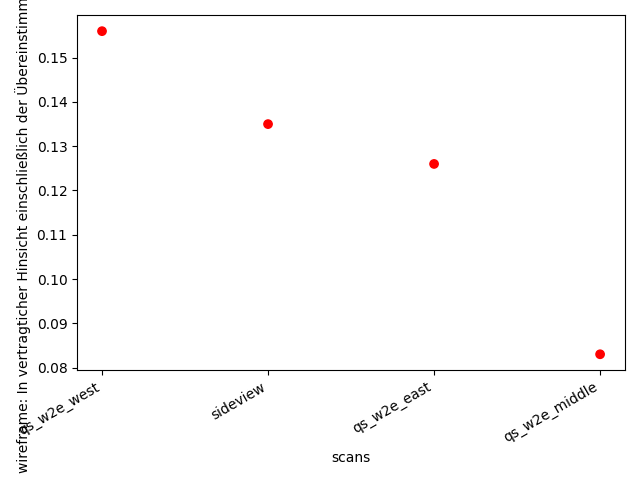 wireframe: In vertragticher Hinsicht einschließlich der Übereinstimm
0.15
0.14
0.13
0.12
0.11
0.10
0.09
0.08
qs_w2e_west
sideview
qs_w2e_east
qs_w2e_middle
scans